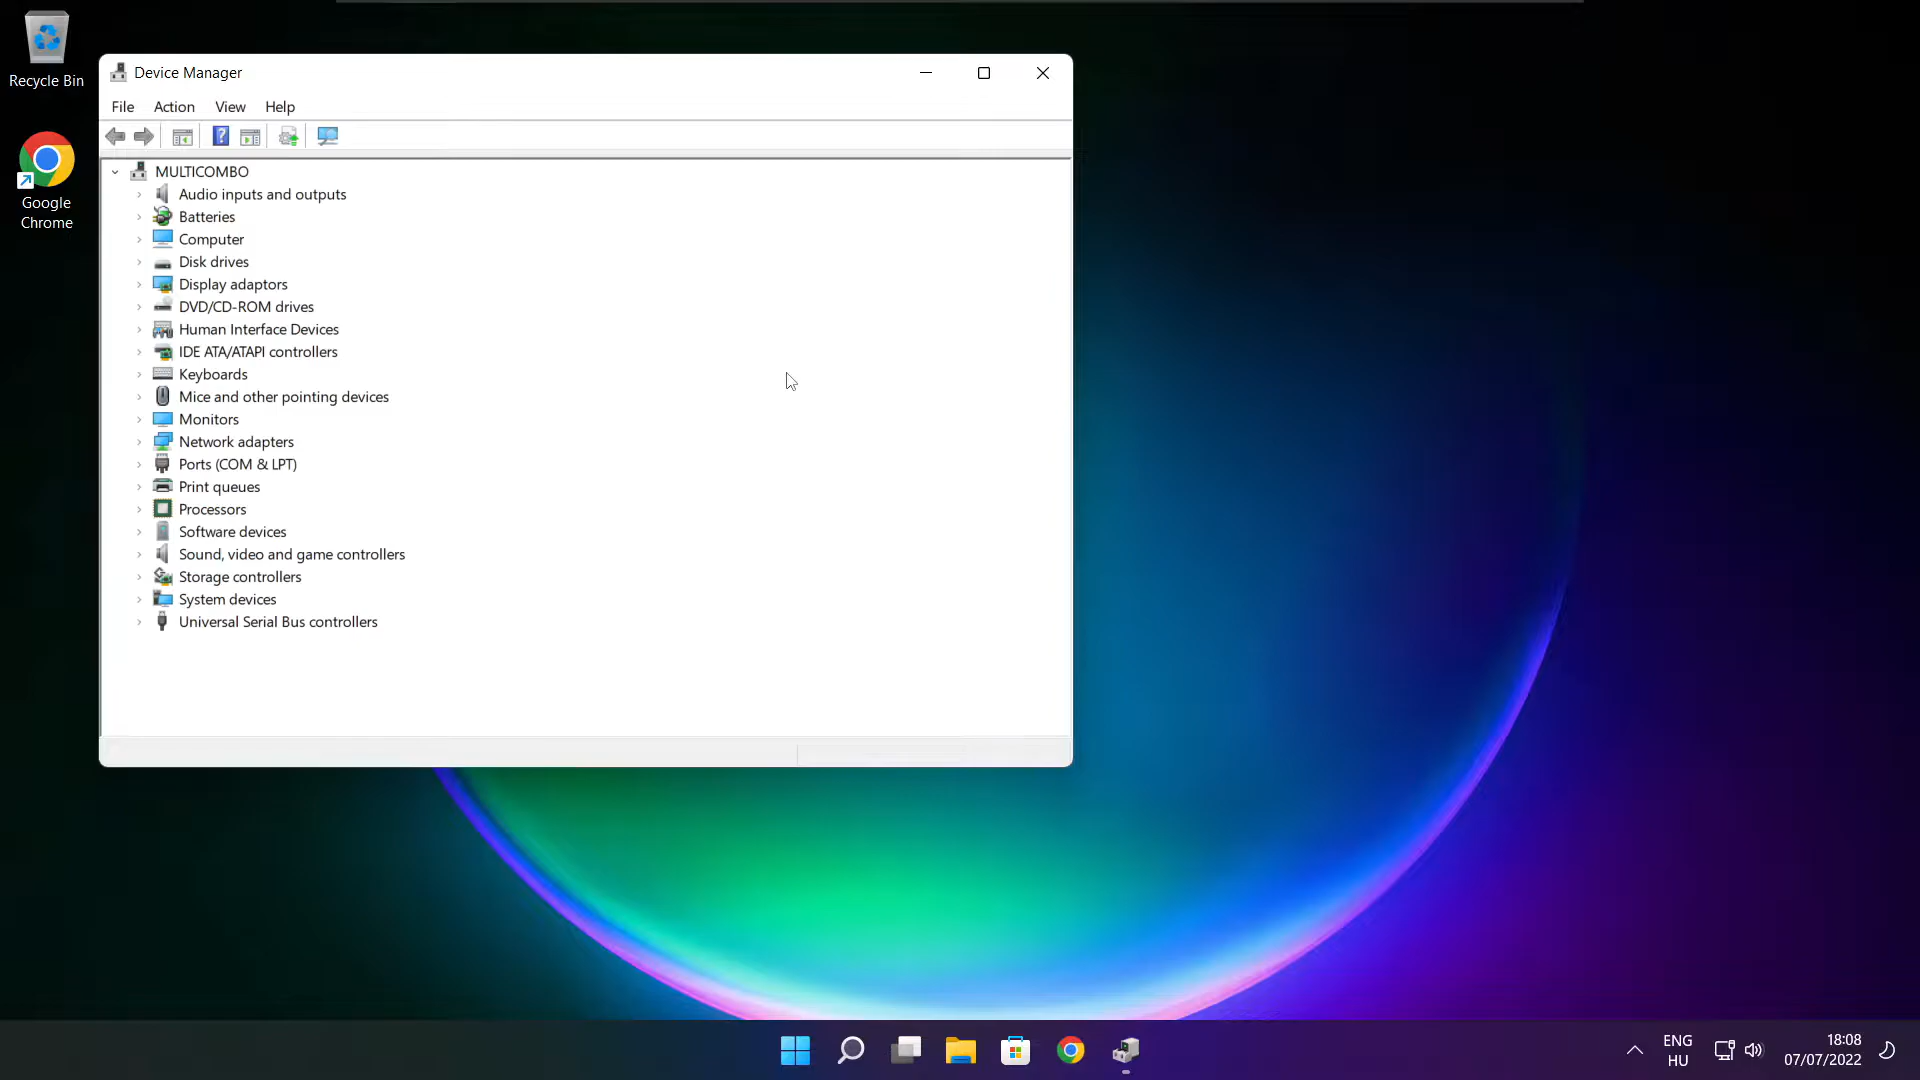 Recycle Bin
Google
Chrome
Device Manager
File Action View Help
?
MULTICOMBO
Audio inputs and outputs
Batteries
Computer
Disk drives
Display adaptors
DVD/CD-ROM drives
Human Interface Devices
IDE ATA/ATAPI controllers
Keyboards
Mice and other pointing devices
Monitors
Network adapters
Ports (COM & LPT)
Print queues
Processors
Software devices
Sound, video and game controllers
Storage controllers
System devices
Universal Serial Bus controllers
ENG
HU
18:08
07/07/2022